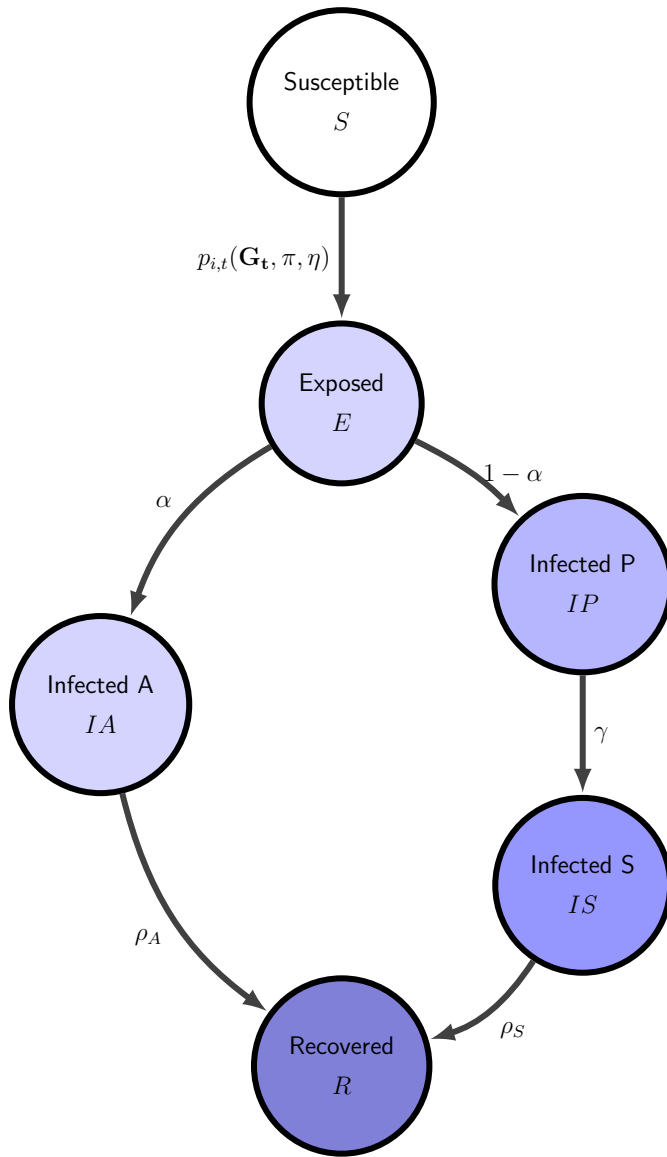 Susceptible
S
p_{i,t}(G_t, π, η)
Exposed
E
1 − α
α
Infected P
IP
Infected A
IA
γ
Infected S
IS
ρ_A
ρ_S
Recovered
R